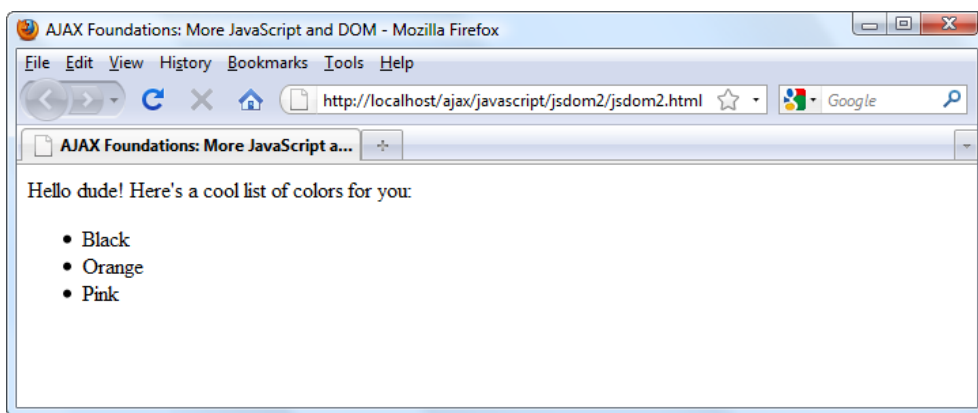 AJAX Foundations: More JavaScript and DOM - Mozilla Firefox
File Edit View History Bookmarks Tools Help
http://localhost/ajax/javascript/jsdom2/jsdom2.html Google
AJAX Foundations: More JavaScript a...
Hello dude! Here's a cool list of colors for you:
• Black
• Orange
• Pink